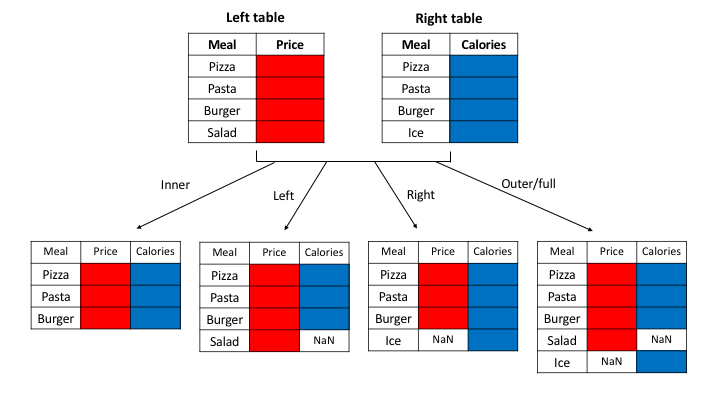 Left table
Right table
Meal Price
Pizza
Pasta
Burger
Salad
Meal Calories
Pizza
Pasta
Burger
Ice
Inner
Left
Right
Outer/full
Meal Price Calories
Pizza
Pasta
Burger
Meal Price Calories
Pizza
Pasta
Burger
Salad NaN
Meal Price Calories
Pizza
Pasta
Burger
Ice NaN
Meal Price Calories
Pizza
Pasta
Burger
Salad NaN
Ice NaN